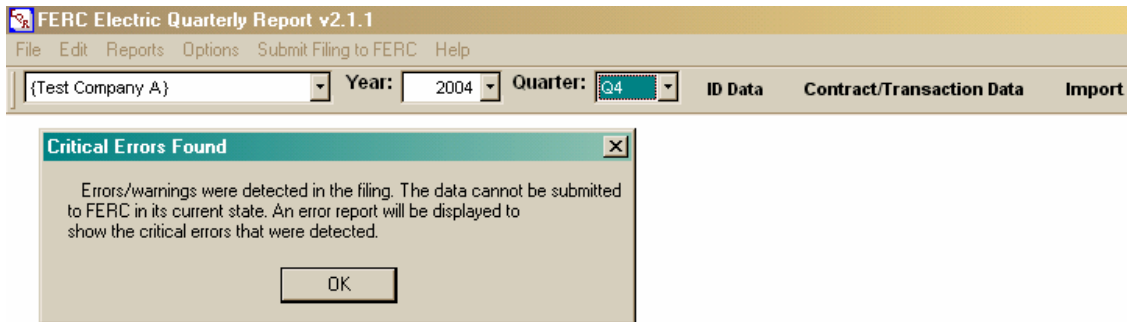 FERC Electric Quarterly Report v2.1.1
File Edit Reports Options Submit Filing to FERC Help
{Test Company A} Year: 2004 Quarter: Q4 ID Data Contract/Transaction Data Import
Critical Errors Found
Errors/warnings were detected in the filing. The data cannot be submitted
to FERC in its current state. An error report will be displayed to
show the critical errors that were detected.
OK